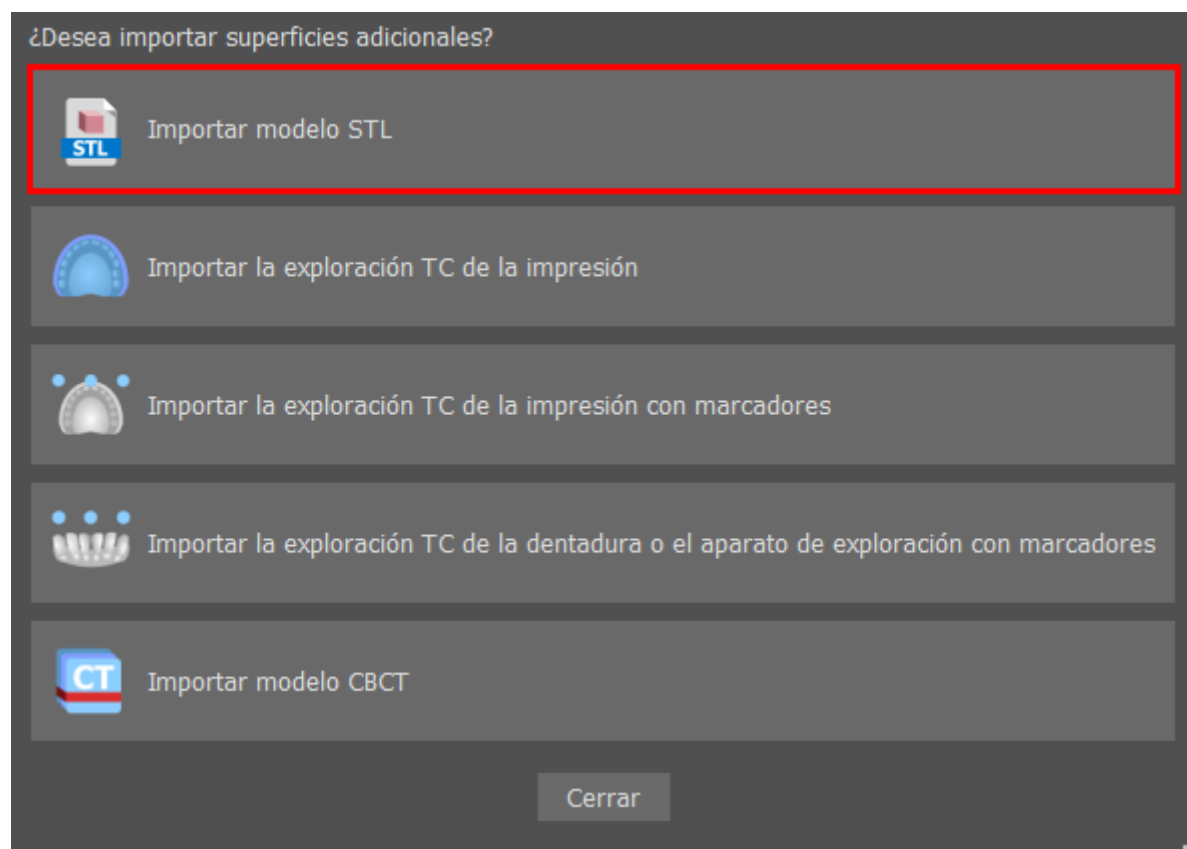 ¿Desea importar superficies adicionales?
STL
Importar modelo STL
Importar la exploración TC de la impresión
Importar la exploración TC de la impresión con marcadores
Importar la exploración TC de la dentadura o el aparato de exploración con marcadores
CT
Importar modelo CBCT
Cerrar